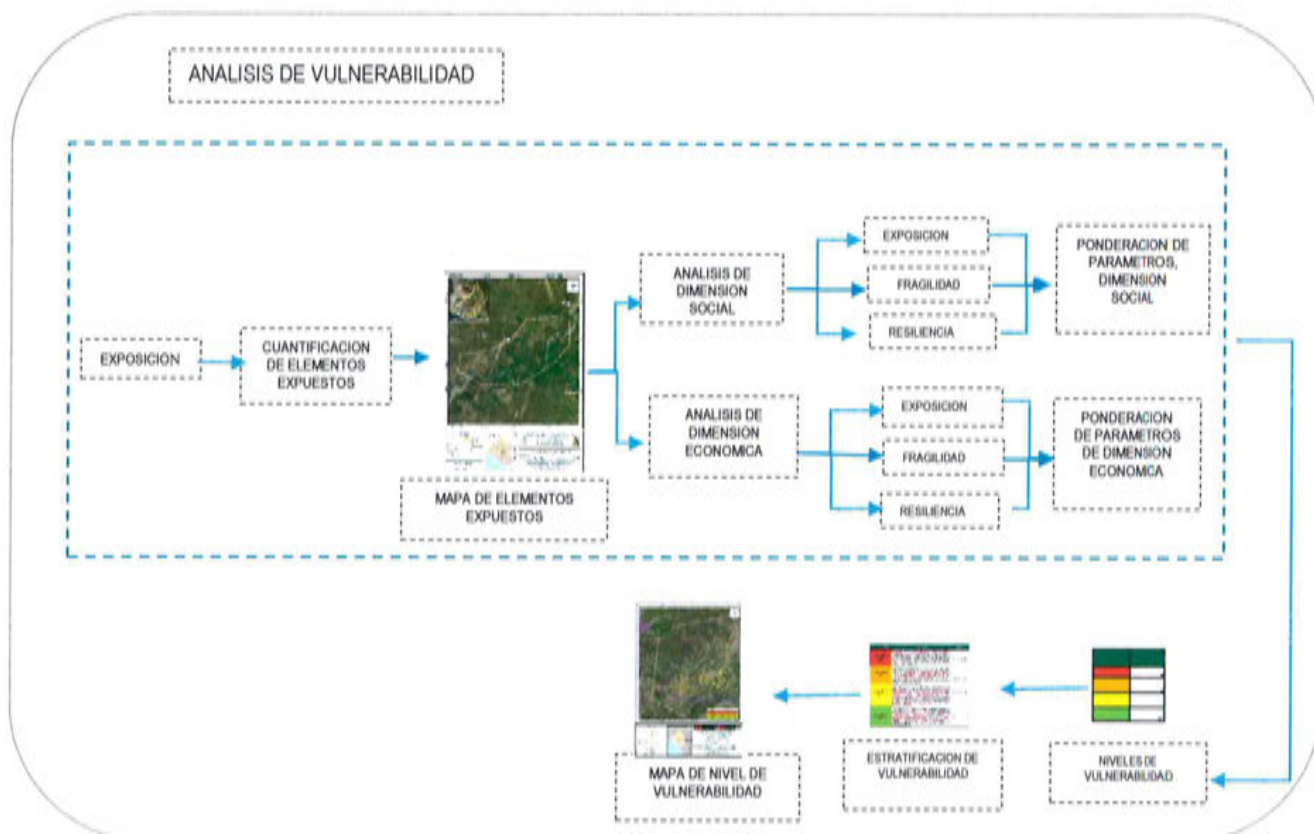 ANALISIS DE VULNERABILIDAD
EXPOSICION
CUANTIFICACION
DE ELEMENTOS
EXPUESTOS
MAPA DE ELEMENTOS
EXPUESTOS
ANALISIS DE
DIMENSION
SOCIAL
EXPOSICION
FRAGILIDAD
RESILIENCIA
PONDERACION DE
PARAMETROS,
DIMENSION
SOCIAL
ANALISIS DE
DIMENSION
ECONOMICA
EXPOSICION
FRAGILIDAD
RESILIENCIA
PONDERACION
DE PARAMETROS
DE DIMENSION
ECONOMCA
NIVELES DE
VULNERABILIDAD
ESTRATIFICACION DE
VULNERABILIDAD
MAPA DE NIVEL DE
VULNERABILIDAD